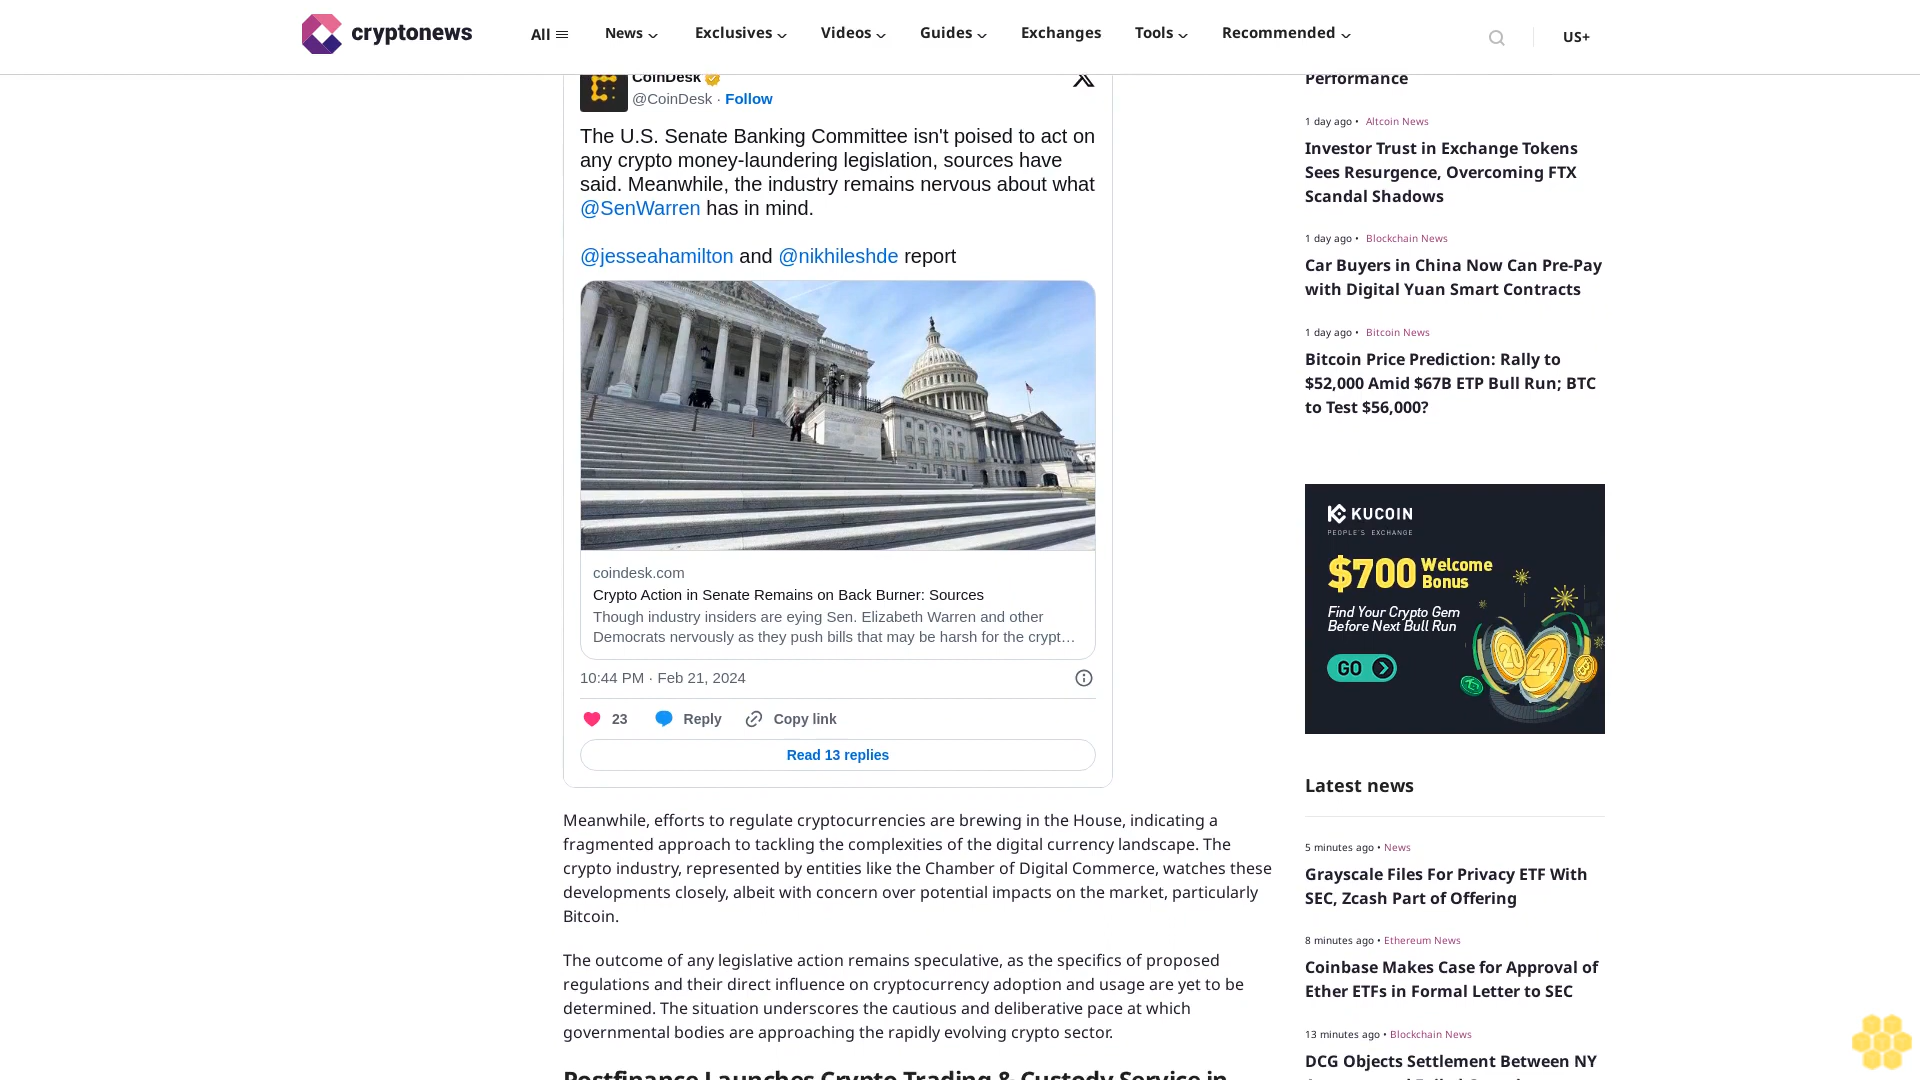 cryptonews
All
News
Exclusives
Videos
Guides
Exchanges
Tools
Recommended
US+
CoinDesk
@CoinDesk · Follow
The U.S. Senate Banking Committee isn't poised to act on
any crypto money-laundering legislation, sources have
said. Meanwhile, the industry remains nervous about what
@SenWarren has in mind.
@jesseahamilton and @nikhileshde report
coindesk.com
Crypto Action in Senate Remains on Back Burner: Sources
Though industry insiders are eying Sen. Elizabeth Warren and other
Democrats nervously as they push bills that may be harsh for the crypt…
10:44 PM · Feb 21, 2024
23
Reply
Copy link
Read 13 replies
Meanwhile, efforts to regulate cryptocurrencies are brewing in the House, indicating a
fragmented approach to tackling the complexities of the digital currency landscape. The
crypto industry, represented by entities like the Chamber of Digital Commerce, watches these
developments closely, albeit with concern over potential impacts on the market, particularly
Bitcoin.
The outcome of any legislative action remains speculative, as the specifics of proposed
regulations and their direct influence on cryptocurrency adoption and usage are yet to be
determined. The situation underscores the cautious and deliberative pace at which
governmental bodies are approaching the rapidly evolving crypto sector.
Postfinance Launches Crypto Trading & Custody Service in
Performance
1 day ago • Altcoin News
Investor Trust in Exchange Tokens
Sees Resurgence, Overcoming FTX
Scandal Shadows
1 day ago • Blockchain News
Car Buyers in China Now Can Pre-Pay
with Digital Yuan Smart Contracts
1 day ago • Bitcoin News
Bitcoin Price Prediction: Rally to
$52,000 Amid $67B ETP Bull Run; BTC
to Test $56,000?
KUCOIN
PEOPLE'S EXCHANGE
$700 Welcome
Bonus
Find Your Crypto Gem
Before Next Bull Run
GO
2024
Latest news
5 minutes ago • News
Grayscale Files For Privacy ETF With
SEC, Zcash Part of Offering
8 minutes ago • Ethereum News
Coinbase Makes Case for Approval of
Ether ETFs in Formal Letter to SEC
13 minutes ago • Blockchain News
DCG Objects Settlement Between NY